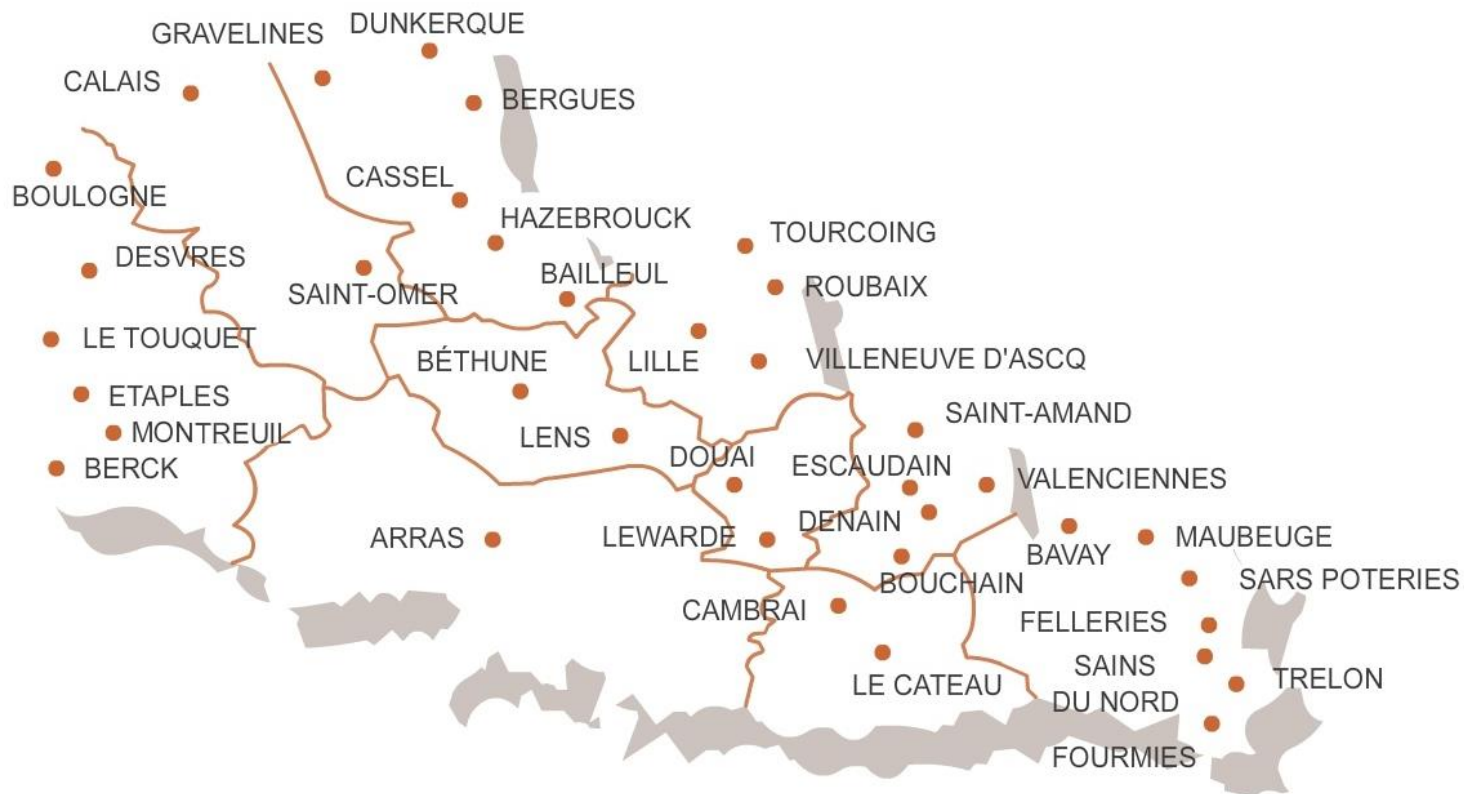 DUNKERQUE
GRAVELINES
CALAIS
BERGUES
CASSEL
BOULOGNE
HAZEBROUCK
TOURCOING
DESVRES
BAILLEUL
SAINT-OMER
ROUBAIX
LE TOUQUET
BÉTHUNE
LILLE
VILLENEUVE D'ASCQ
ETAPLES
SAINT-AMAND
MONTREUIL
LENS
BERCK
DOUAI
ESCAUDAIN
VALENCIENNES
ARRAS
LEWARDE
DENAIN
BAVAY
MAUBEUGE
BOUCHAIN
SARS POTERIES
CAMBRAI
FELLERIES
LE CATEAU
SAINS
DU NORD
TRELON
FOURMIES